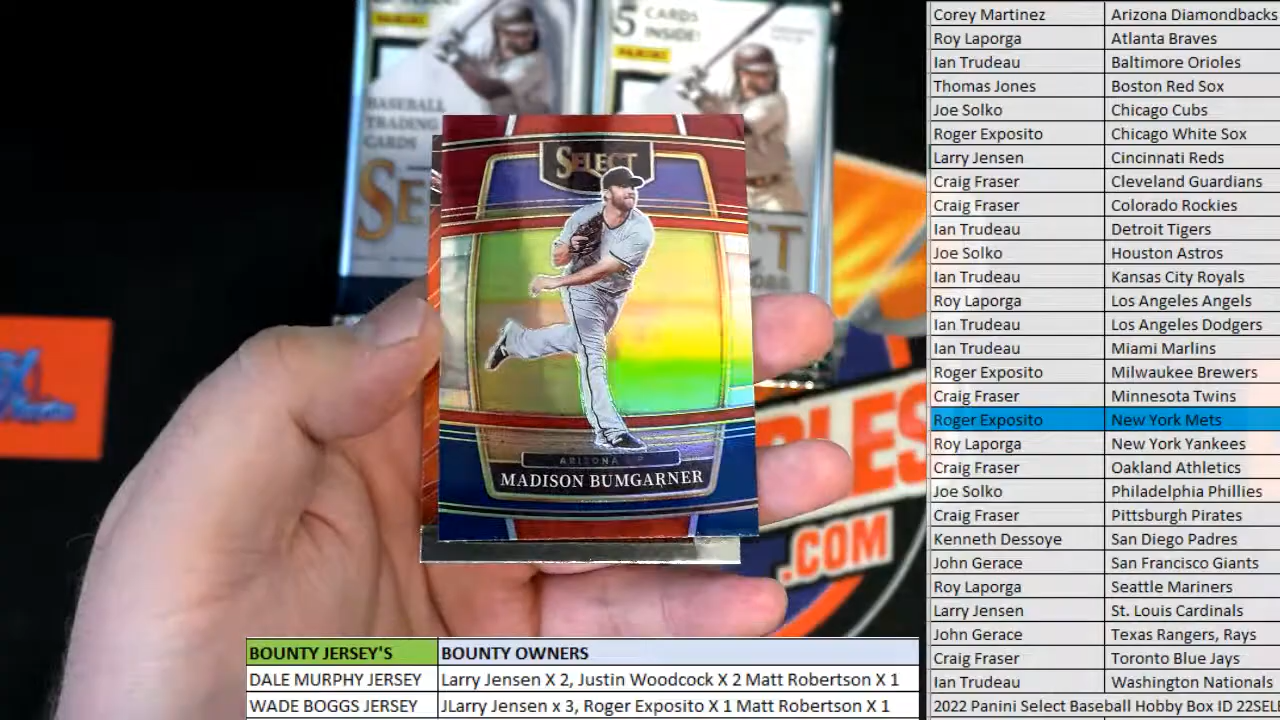 5 CARDS
INSIDE!
PANINI
PANINI
BASEBALL
TRADING
CARDS
SELECT
ARIZONA
MADISON BUMGARNER
.COM
Corey Martinez Arizona Diamondbacks
Roy Laporga Atlanta Braves
Ian Trudeau Baltimore Orioles
Thomas Jones Boston Red Sox
Joe Solko Chicago Cubs
Roger Exposito Chicago White Sox
Larry Jensen Cincinnati Reds
Craig Fraser Cleveland Guardians
Craig Fraser Colorado Rockies
Ian Trudeau Detroit Tigers
Joe Solko Houston Astros
Ian Trudeau Kansas City Royals
Roy Laporga Los Angeles Angels
Ian Trudeau Los Angeles Dodgers
Ian Trudeau Miami Marlins
Roger Exposito Milwaukee Brewers
Craig Fraser Minnesota Twins
Roger Exposito New York Mets
Roy Laporga New York Yankees
Craig Fraser Oakland Athletics
Joe Solko Philadelphia Phillies
Craig Fraser Pittsburgh Pirates
Kenneth Dessoye San Diego Padres
John Gerace San Francisco Giants
Roy Laporga Seattle Mariners
Larry Jensen St. Louis Cardinals
John Gerace Texas Rangers, Rays
Craig Fraser Toronto Blue Jays
Ian Trudeau Washington Nationals
2022 Panini Select Baseball Hobby Box ID 22SEL
BOUNTY JERSEY'S BOUNTY OWNERS
DALE MURPHY JERSEY Larry Jensen X 2, Justin Woodcock X 2 Matt Robertson X 1
WADE BOGGS JERSEY JLarry Jensen x 3, Roger Exposito X 1 Matt Robertson X 1